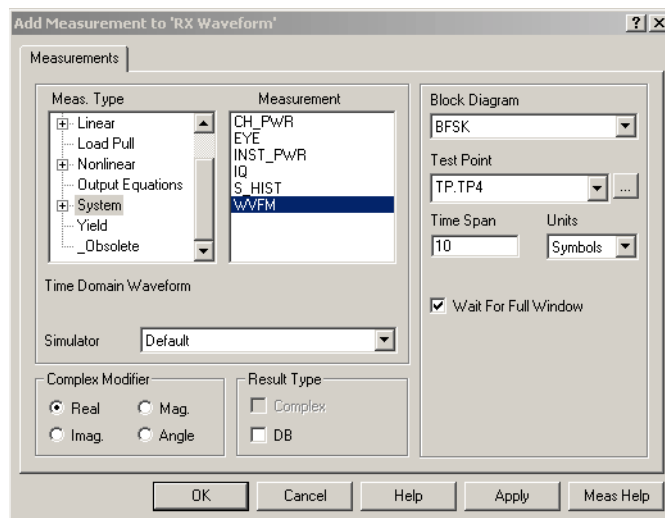 Add Measurement to 'RX Waveform'
Measurements
Meas. Type
Linear
Load Pull
Nonlinear
Output Equations
System
Yield
_Obsolete
Measurement
CH_PWR
EYE
INST_PWR
IQ
S_HIST
WVFM
Time Domain Waveform
Simulator
Default
Complex Modifier
Real
Mag.
Imag.
Angle
Result Type
Complex
DB
Block Diagram
BFSK
Test Point
TP.TP4
...
Time Span
Units
10
Symbols
Wait For Full Window
OK
Cancel
Help
Apply
Meas Help